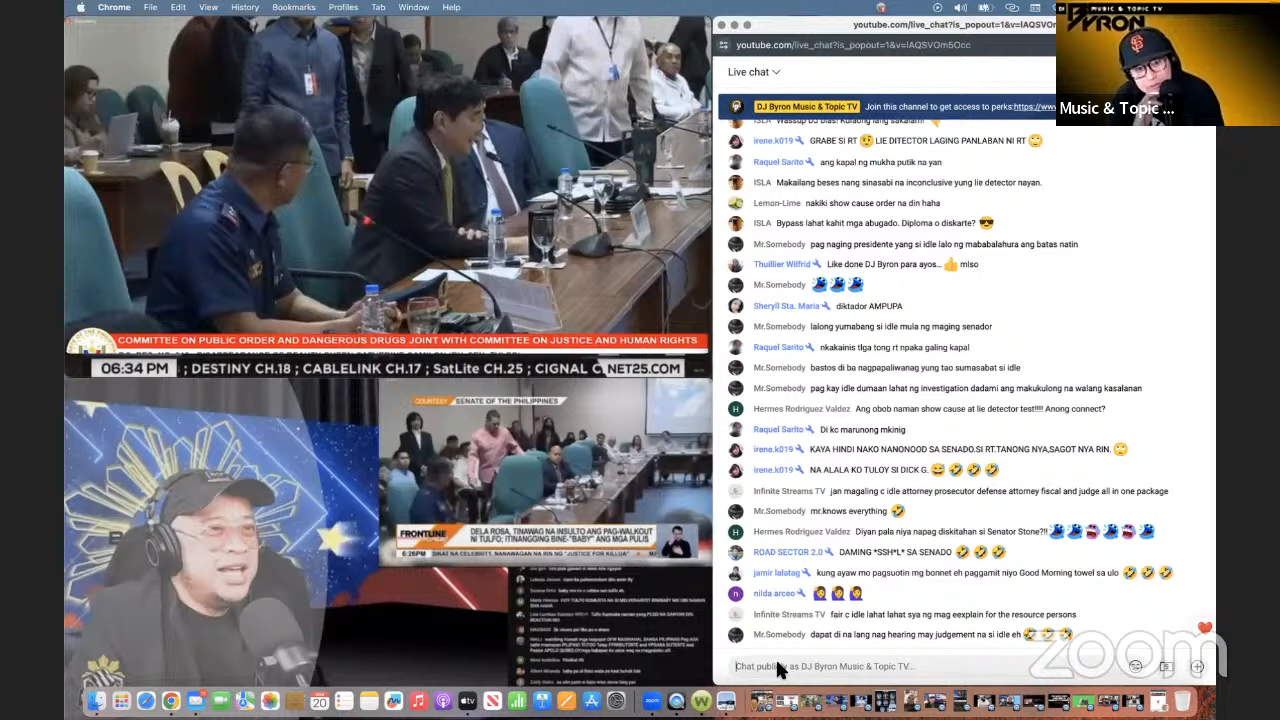 Preview
COMMITTEE ON PUBLIC ORDER AND DANGEROUS DRUGS JOINT WITH COMMITTEE ON JUSTICE AND HUMAN RIGHTS
06:34 PM ; DESTINY CH.18 ; CABLELINK CH.17 ; SatLite CH.25 ; CIGNAL C NET25.COM
COURTESY SENATE OF THE PHILIPPINES
FRONTLINE
DELA ROSA, TINAWAG NA INSULTO ANG PAG-WALKOUT
NI TULFO; ITINANGGING BINE-"BABY" ANG MGA PULIS
6:26PM SIKAT NA CELEBRITY, NANAWAGAN NA RIN NG "JUSTICE FOR KILLUA"
youtube.com/live_chat?is_popout=1&v=lAQSVOm5Occ
Live chat
DJ Byron Music & Topic TV Join this channel to get access to perks:
irene.k019 GRABE SI RT 🤨 LIE DITECTOR LAGING PANLABAN NI RT 🙄
Raquel Sarito ang kapal ng mukha putik na yan
ISLA Makailang beses nang sinasabi na inconclusive yung lie detector nayan.
Lemon-Lime nakiki show cause order na din haha
ISLA Bypass lahat kahit mga abugado. Diploma o diskarte? 😎
Mr.Somebody pag naging presidente yang si idle lalo ng mababalahura ang batas natin
Thuillier Wilfrid Like done DJ Byron para ayos... 👍 mlso
Mr.Somebody
Sheryll Sta. Maria diktador AMPUPA
Mr.Somebody lalong yumabang si idle mula ng maging senador
Raquel Sarito nkakainis tlga tong rt npaka galing kapal
Mr.Somebody bastos di ba nagpapaliwanag yung tao sumasabat si idle
Mr.Somebody pag kay idle dumaan lahat ng investigation dadami ang makukulong na walang kasalanan
Hermes Rodriguez Valdez Ang obob naman show cause at lie detector test!!!! Anong connect?
Raquel Sarito Di kc marunong mkinig
irene.k019 KAYA HINDI NAKO NANONOOD SA SENADO.SI RT.TANONG NYA,SAGOT NYA RIN. 🙄
irene.k019 NA ALALA KO TULOY SI DICK G. 😅 🤣 🤣 🤣
Infinite Streams TV jan magaling c idle attorney prosecutor defense attorney fiscal and judge all in one package
Mr.Somebody mr.knows everything 🤣
Hermes Rodriguez Valdez Diyan pala niya napag diskitahan si Senator Stone?!!
ROAD SECTOR 2.0 DAMING *SSH*L* SA SENADO 🤣 🤣 🤣
jamir lalatag kung ayaw mo pagsuotin mg bonnet eh paggamit niyo Good Morning towel sa ulo 🤣 🤣 🤣
nilda arceo 🙋‍♀️ 🙋‍♀️ 🙋‍♀️
Infinite Streams TV fair c idle lahat lahat sya ng mag eexplain for the resource persons
Mr.Somebody dapat di na lang nag hearing may judgement na si idle eh
Chat publicly as DJ Byron Music & Topic TV...
MUSIC & TOPIC TV
BYRON
Music & Topic ...
zoom
20